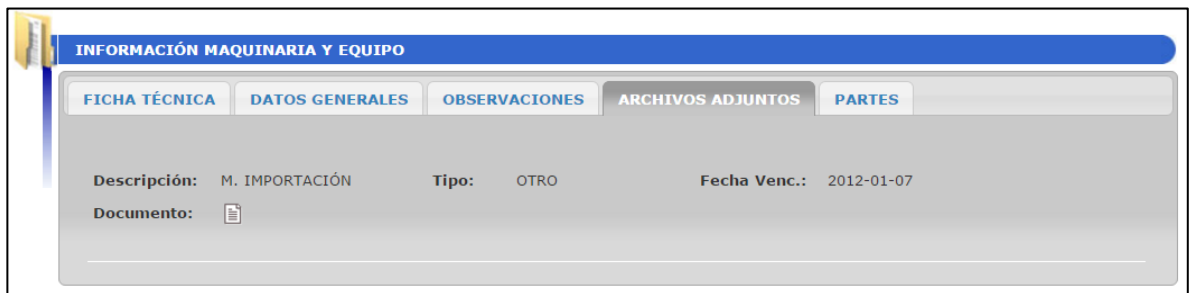 INFORMACIÓN MAQUINARIA Y EQUIPO
FICHA TÉCNICA DATOS GENERALES OBSERVACIONES ARCHIVOS ADJUNTOS PARTES
Descripción: M. IMPORTACIÓN Tipo: OTRO Fecha Venc.: 2012-01-07
Documento: